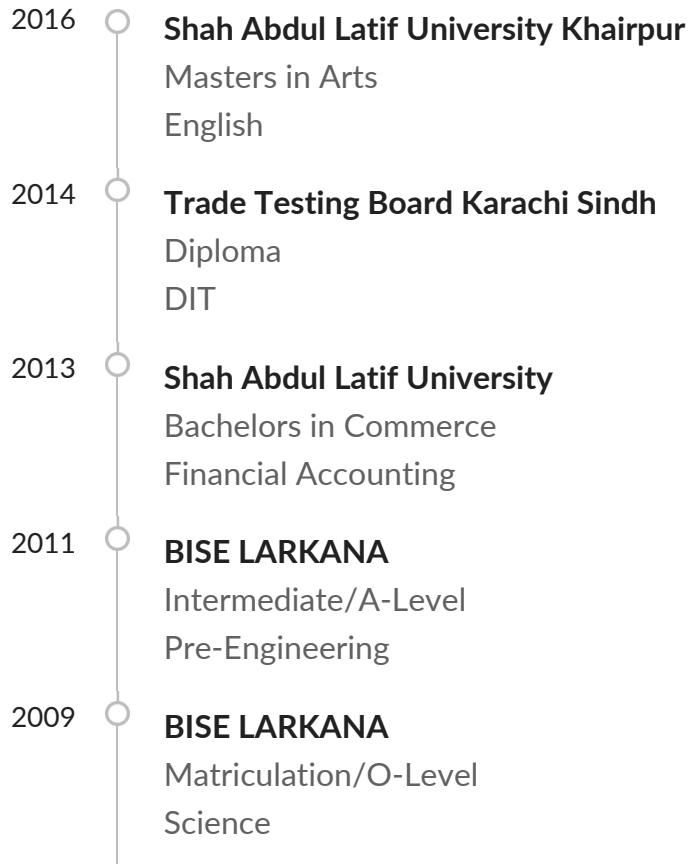 2016
Shah Abdul Latif University Khairpur
Masters in Arts
English
2014
Trade Testing Board Karachi Sindh
Diploma
DIT
2013
Shah Abdul Latif University
Bachelors in Commerce
Financial Accounting
2011
BISE LARKANA
Intermediate/A-Level
Pre-Engineering
2009
BISE LARKANA
Matriculation/O-Level
Science